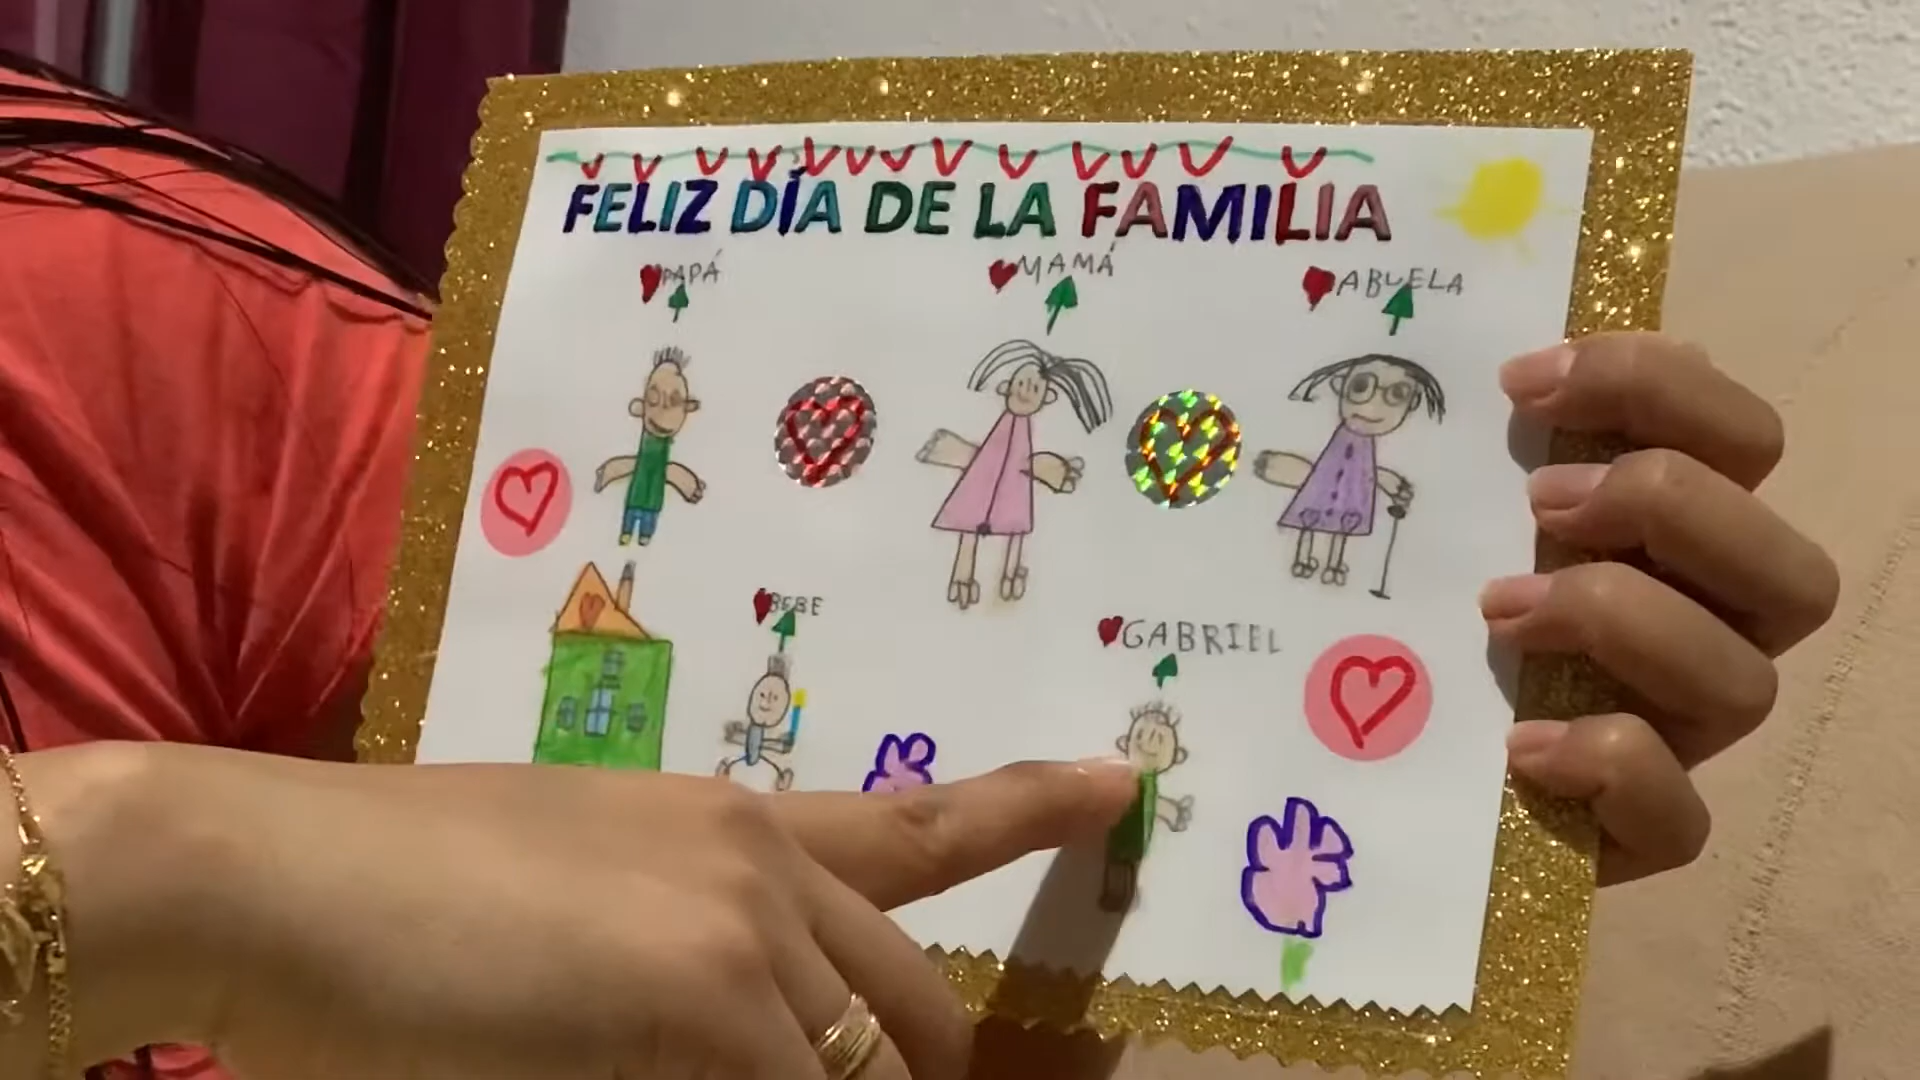 FELIZ DÍA DE LA FAMILIA
PAPÁ
MAMÁ
ABUELA
BEBE
GABRIEL